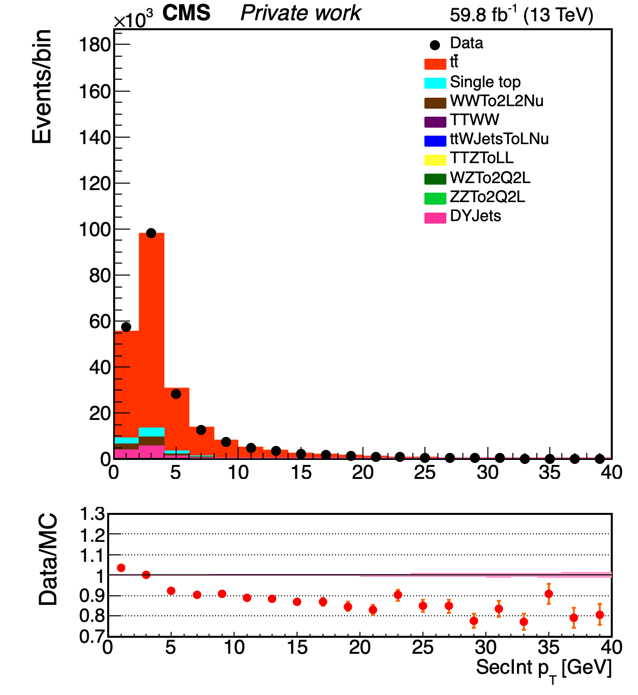 ×10³ CMS Private work 59.8 fb⁻¹ (13 TeV)
Events/bin
180
160
140
120
100
80
60
40
20
0
Data
tt̄
Single top
WWTo2L2Nu
TTWW
ttWJetsToLNu
TTZToLL
WZTo2Q2L
ZZTo2Q2L
DYJets
0 5 10 15 20 25 30 35 40
Data/MC
1.3
1.2
1.1
1
0.9
0.8
0.7
0 5 10 15 20 25 30 35 40
SecInt p_T [GeV]